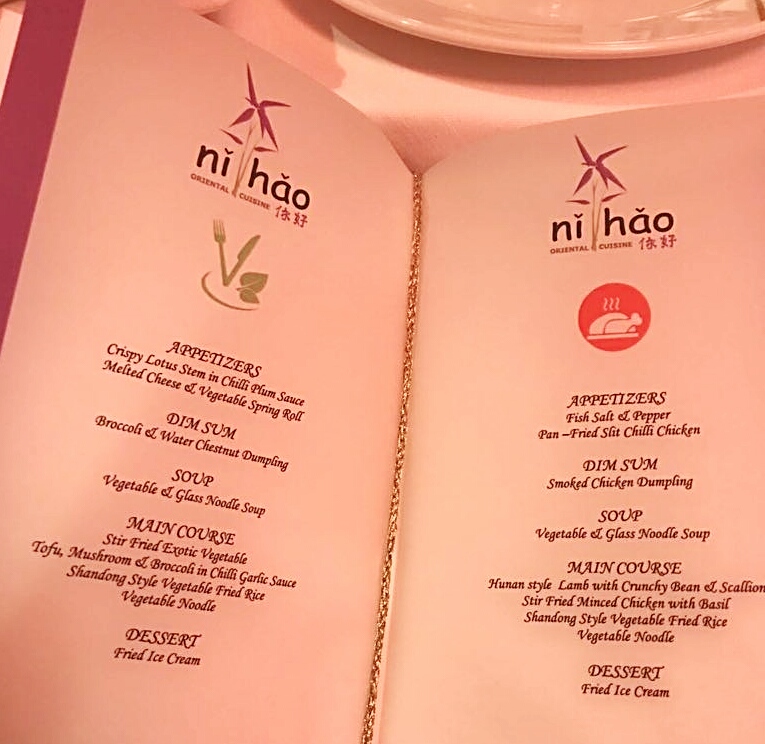 nǐ hǎo
ORIENTAL CUISINE 你好
APPETIZERS
Crispy Lotus Stem in Chilli Plum Sauce
Melted Cheese & Vegetable Spring Roll
DIM SUM
Broccoli & Water Chestnut Dumpling
SOUP
Vegetable & Glass Noodle Soup
MAIN COURSE
Stir Fried Exotic Vegetable
Tofu, Mushroom & Broccoli in Chilli Garlic Sauce
Shandong Style Vegetable Fried Rice
Vegetable Noodle
DESSERT
Fried Ice Cream
nǐ hǎo
ORIENTAL CUISINE 你好
APPETIZERS
Fish Salt & Pepper
Pan –Fried Slit Chilli Chicken
DIM SUM
Smoked Chicken Dumpling
SOUP
Vegetable & Glass Noodle Soup
MAIN COURSE
Hunan style Lamb with Crunchy Bean & Scallion
Stir Fried Minced Chicken with Basil
Shandong Style Vegetable Fried Rice
Vegetable Noodle
DESSERT
Fried Ice Cream